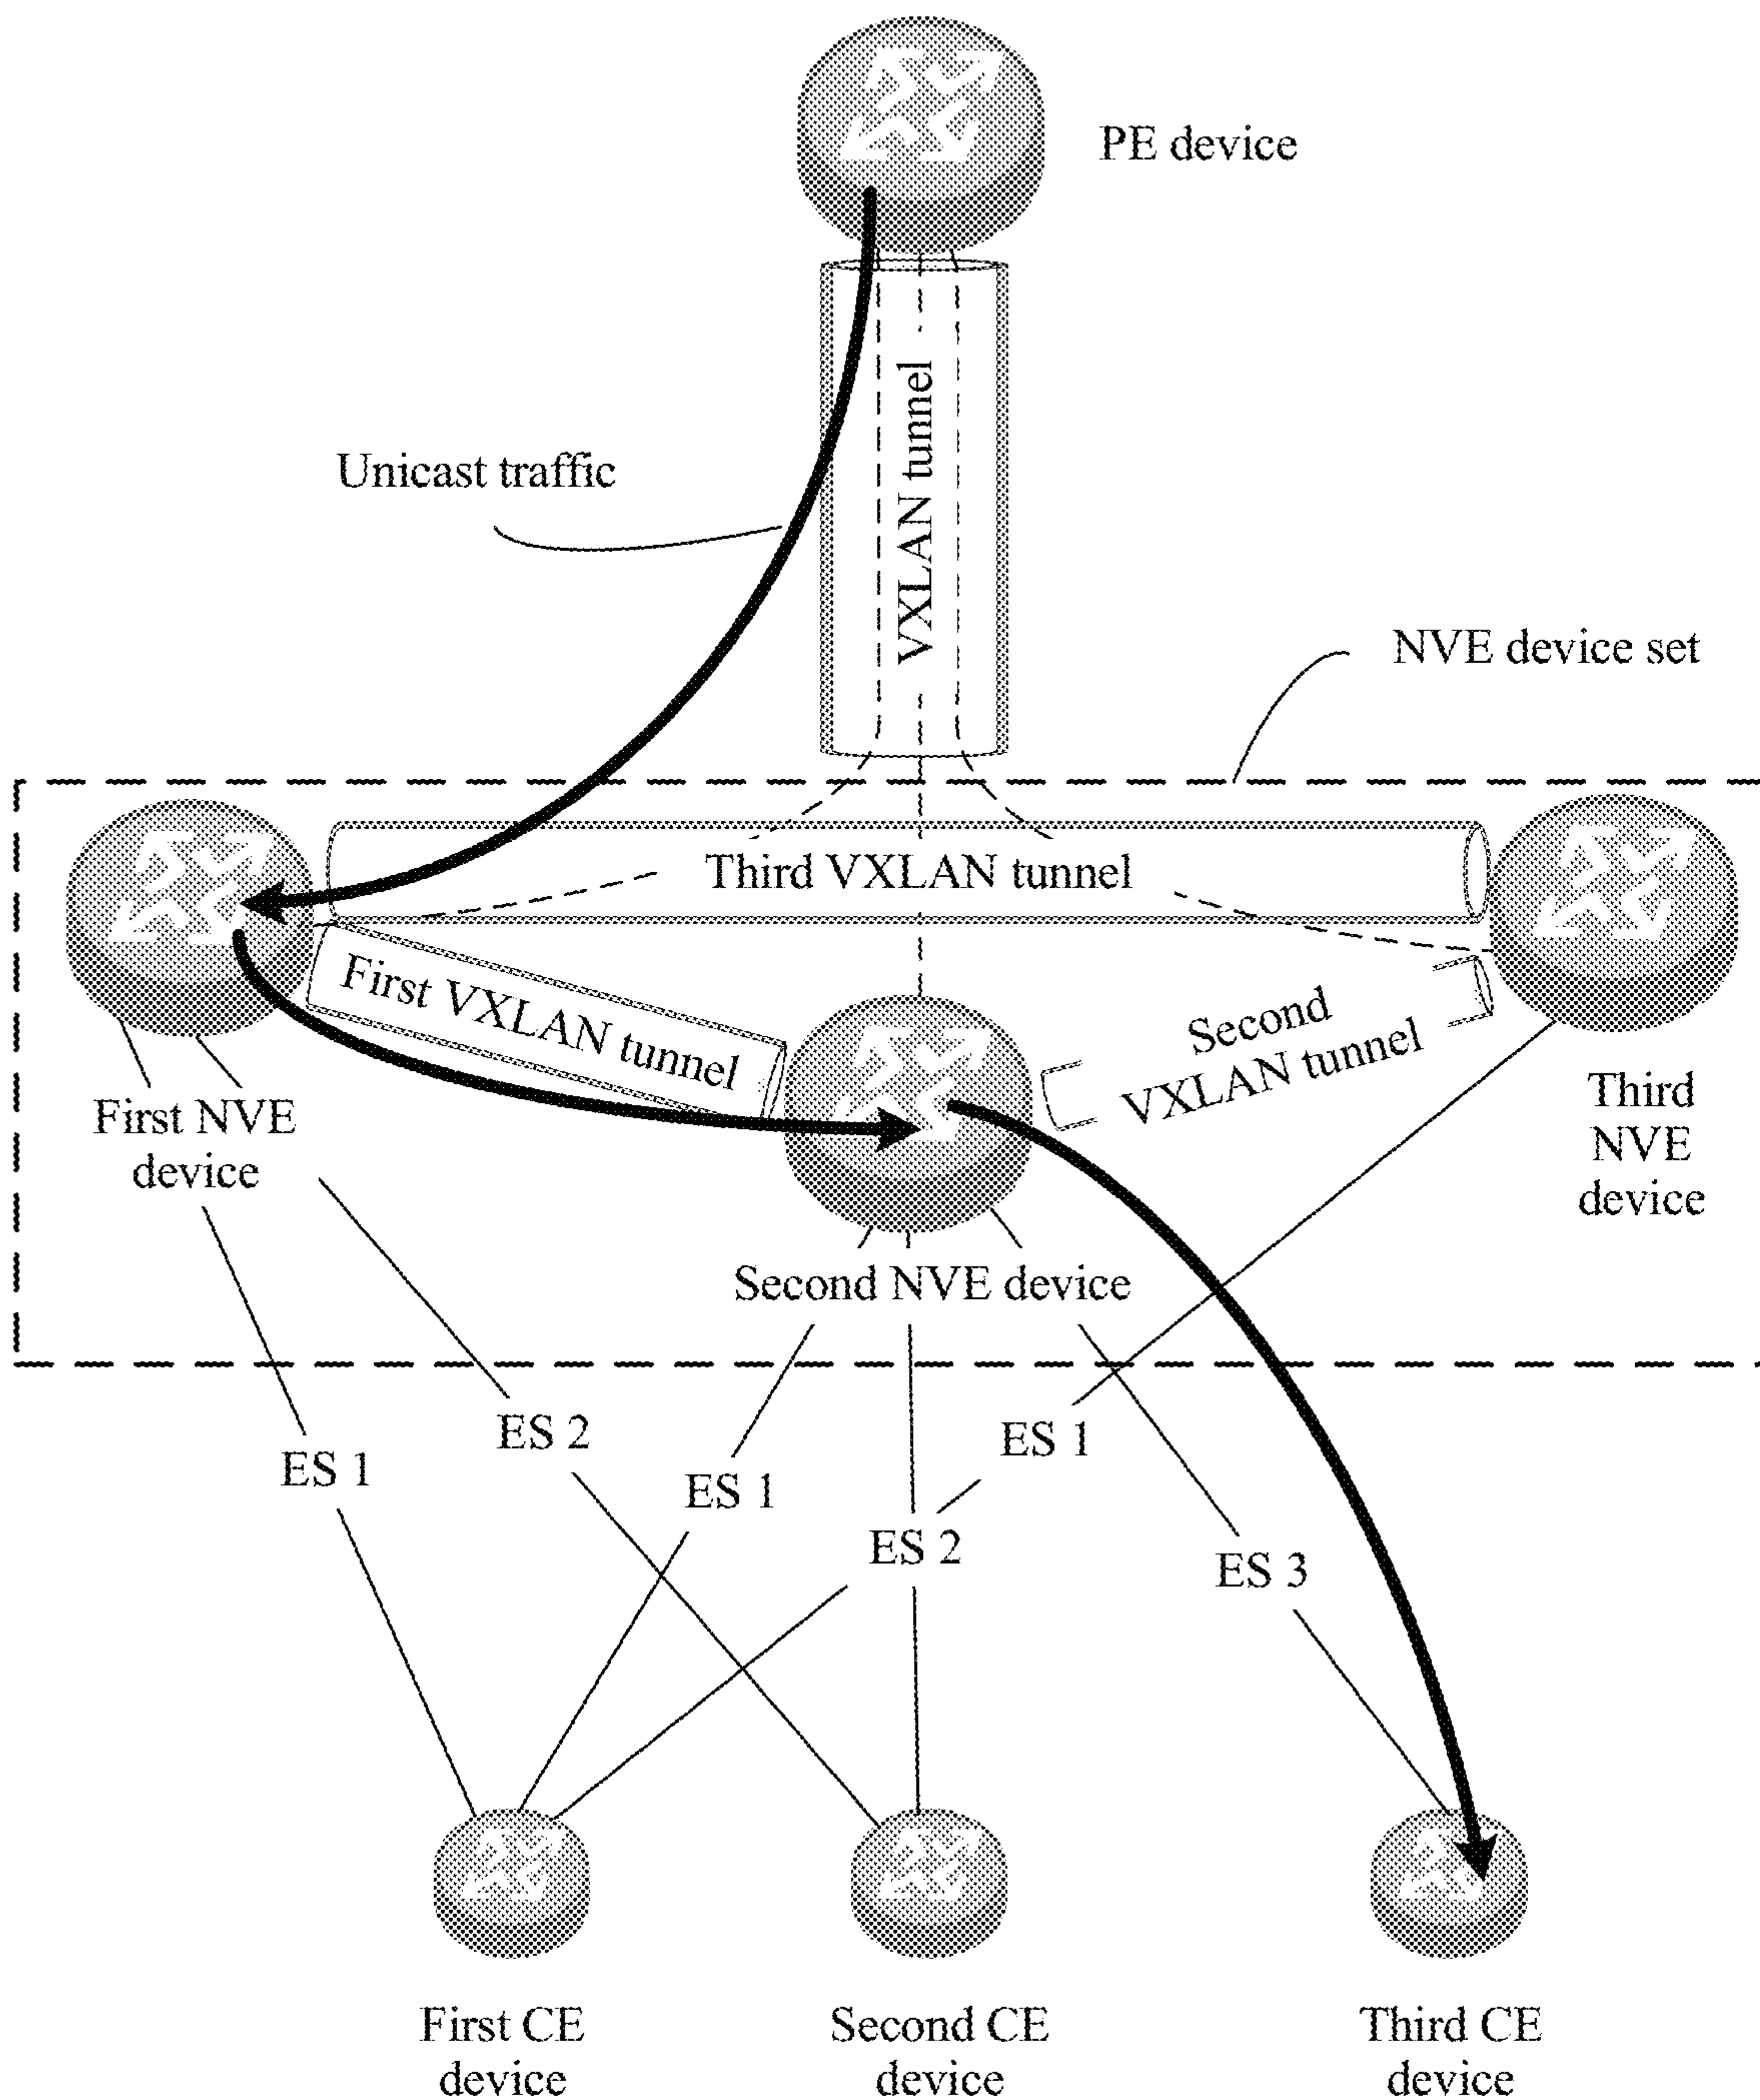 PE device
Unicast traffic
VXLAN tunnel
NVE device set
Third VXLAN tunnel
First VXLAN tunnel
Second
VXLAN tunnel
First NVE
device
Third
NVE
device
Second NVE device
ES 1
ES 2
ES 1
ES 2
ES 1
ES 3
First CE
device
Second CE
device
Third CE
device